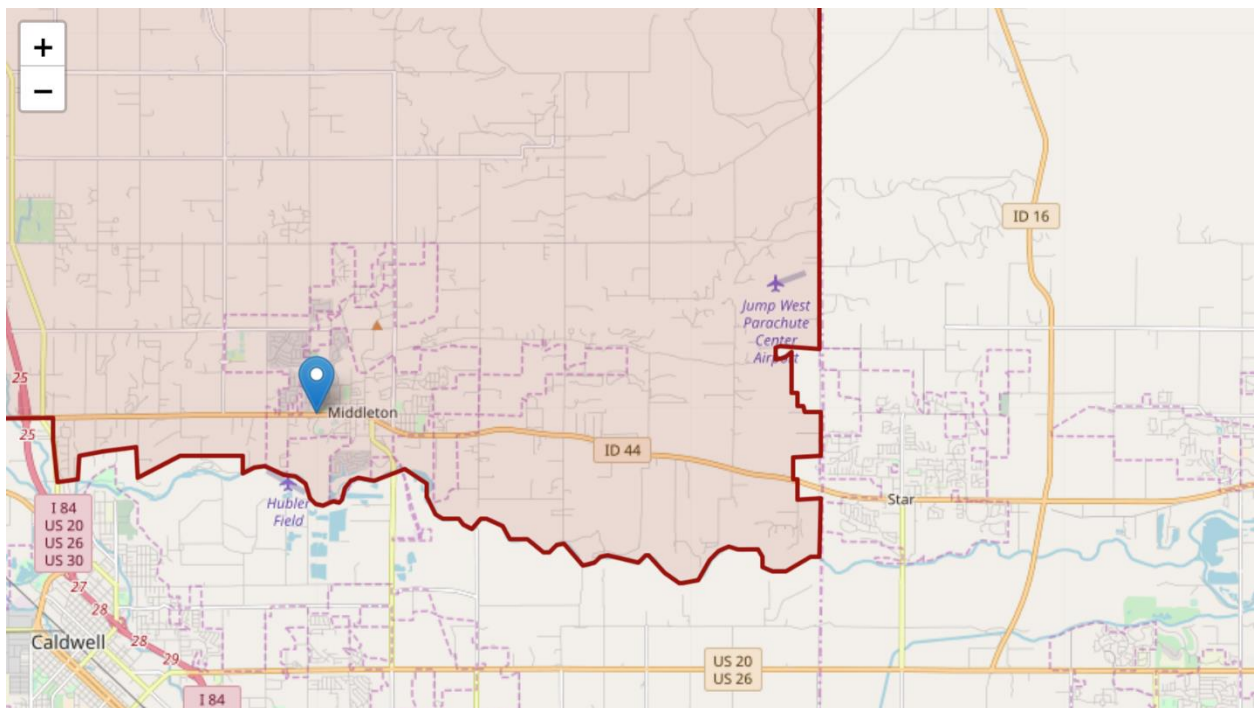 +
−
ID 16
Jump West
Parachute
Center
Airport
25
Middleton
25
ID 44
Star
Hubler
Field
I 84
US 20
US 26
US 30
27
28
28
29
Caldwell
US 20
US 26
I 84